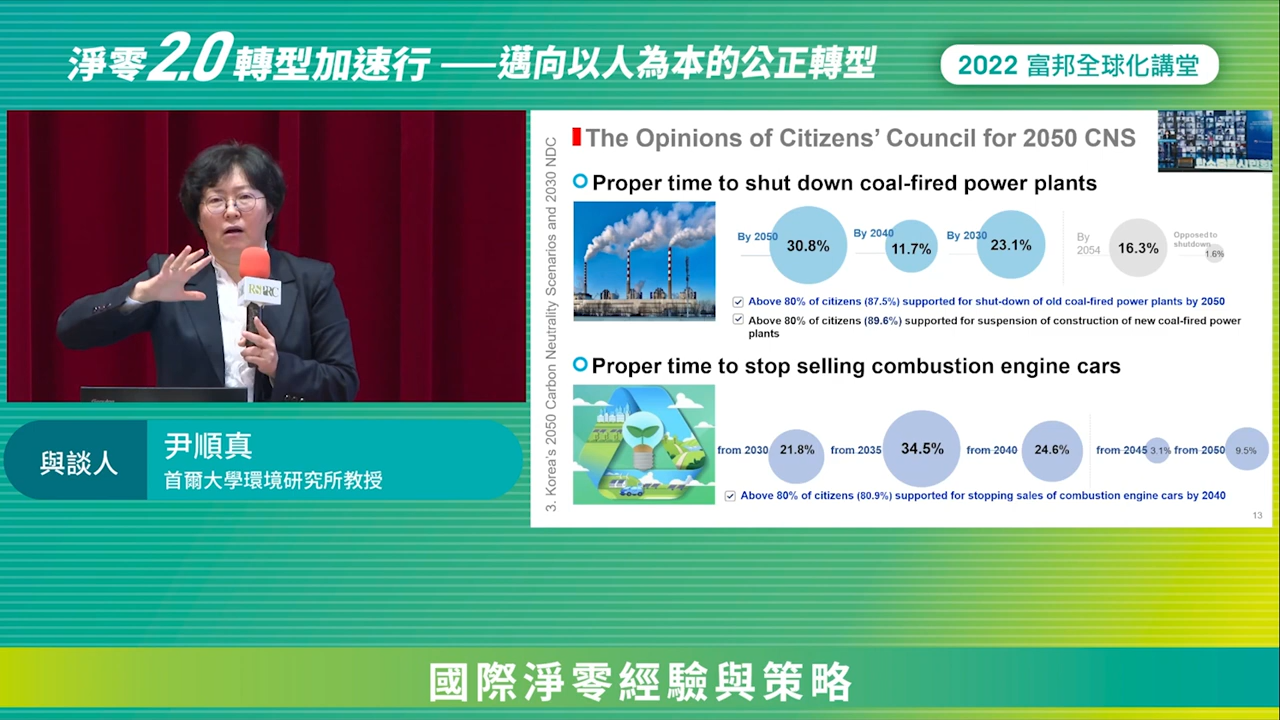 淨零2.0轉型加速行——邁向以人為本的公正轉型
2022 富邦全球化講堂
RSPRC
與談人
尹順真
首爾大學環境研究所教授
3. Korea's 2050 Carbon Neutrality Scenarios and 2030 NDC
The Opinions of Citizens' Council for 2050 CNS
Proper time to shut down coal-fired power plants
By 2050 30.8% By 2040 11.7% By 2030 23.1% By 2054 16.3% Opposed to shutdown 1.6%
Above 80% of citizens (87.5%) supported for shut-down of old coal-fired power plants by 2050
Above 80% of citizens (89.6%) supported for suspension of construction of new coal-fired power
plants
Proper time to stop selling combustion engine cars
from 2030 21.8% from 2035 34.5% from 2040 24.6% from 2045 3.1% from 2050 9.5%
Above 80% of citizens (80.9%) supported for stopping sales of combustion engine cars by 2040
13
國際淨零經驗與策略